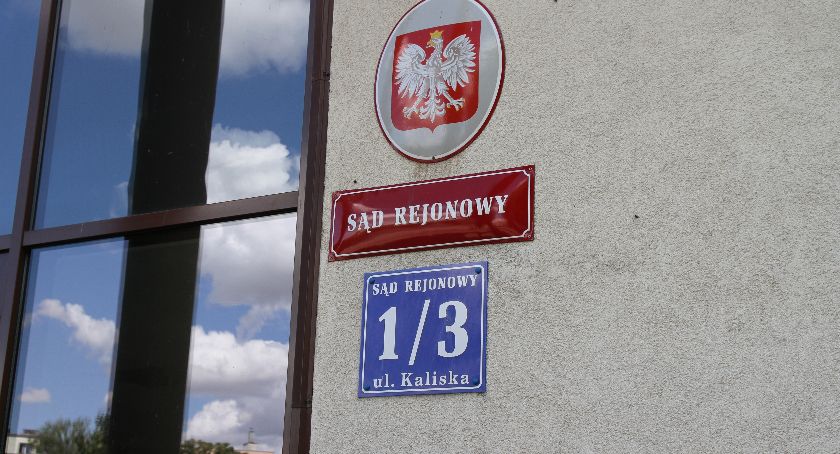 SĄD REJONOWY
SĄD REJONOWY
1/3
ul. Kaliska